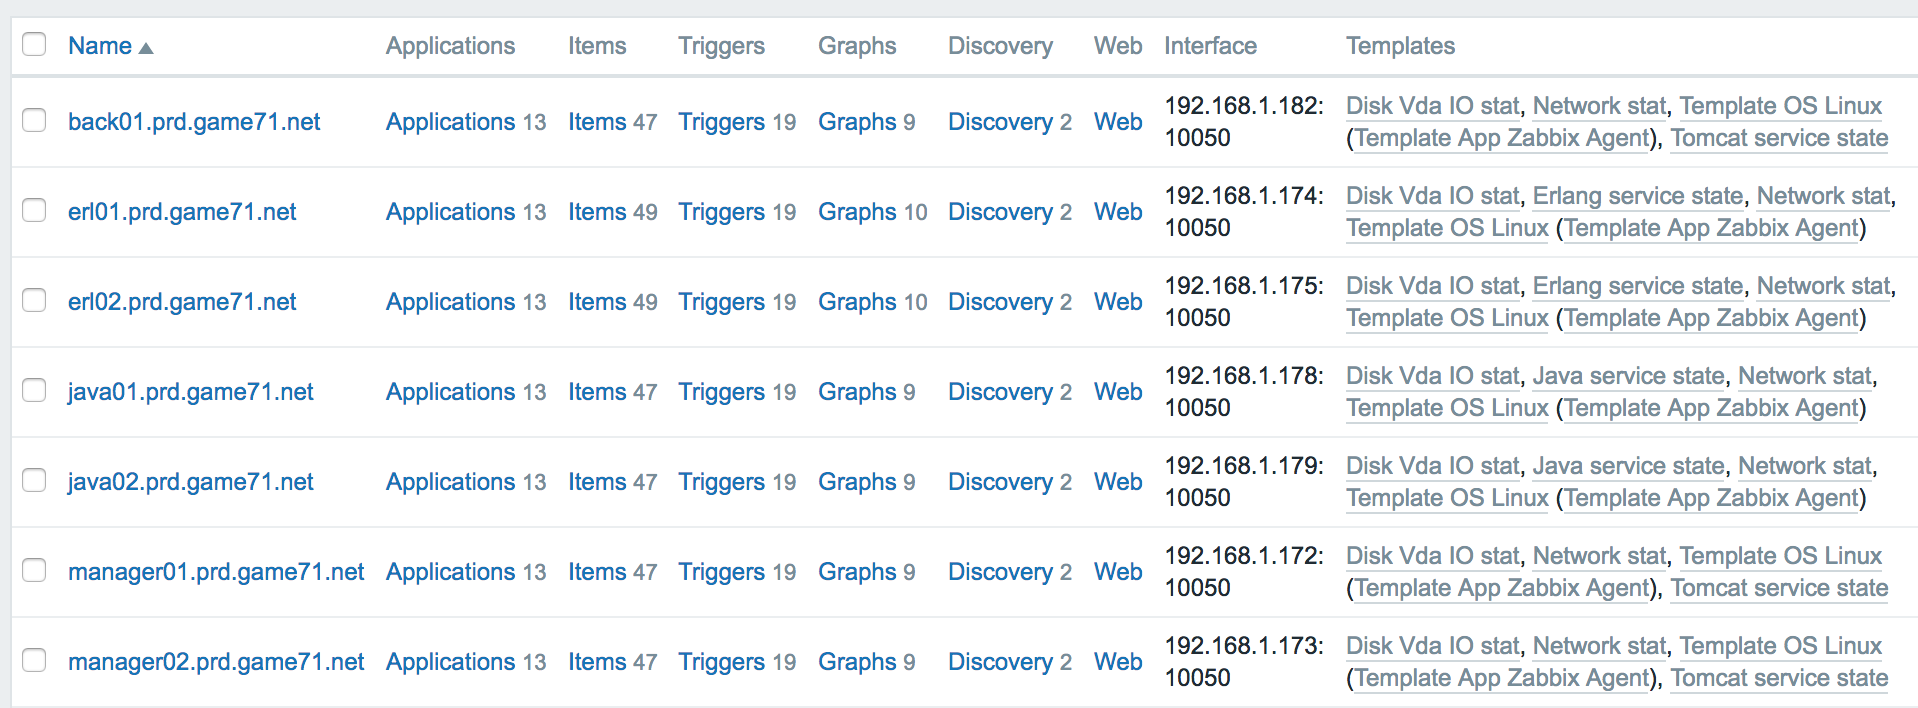 Name ▲ Applications Items Triggers Graphs Discovery Web Interface Templates
back01.prd.game71.net Applications 13 Items 47 Triggers 19 Graphs 9 Discovery 2 Web 192.168.1.182: Disk Vda IO stat, Network stat, Template OS Linux
10050 (Template App Zabbix Agent), Tomcat service state
erl01.prd.game71.net Applications 13 Items 49 Triggers 19 Graphs 10 Discovery 2 Web 192.168.1.174: Disk Vda IO stat, Erlang service state, Network stat,
10050 Template OS Linux (Template App Zabbix Agent)
erl02.prd.game71.net Applications 13 Items 49 Triggers 19 Graphs 10 Discovery 2 Web 192.168.1.175: Disk Vda IO stat, Erlang service state, Network stat,
10050 Template OS Linux (Template App Zabbix Agent)
java01.prd.game71.net Applications 13 Items 47 Triggers 19 Graphs 9 Discovery 2 Web 192.168.1.178: Disk Vda IO stat, Java service state, Network stat,
10050 Template OS Linux (Template App Zabbix Agent)
java02.prd.game71.net Applications 13 Items 47 Triggers 19 Graphs 9 Discovery 2 Web 192.168.1.179: Disk Vda IO stat, Java service state, Network stat,
10050 Template OS Linux (Template App Zabbix Agent)
manager01.prd.game71.net Applications 13 Items 47 Triggers 19 Graphs 9 Discovery 2 Web 192.168.1.172: Disk Vda IO stat, Network stat, Template OS Linux
10050 (Template App Zabbix Agent), Tomcat service state
manager02.prd.game71.net Applications 13 Items 47 Triggers 19 Graphs 9 Discovery 2 Web 192.168.1.173: Disk Vda IO stat, Network stat, Template OS Linux
10050 (Template App Zabbix Agent), Tomcat service state